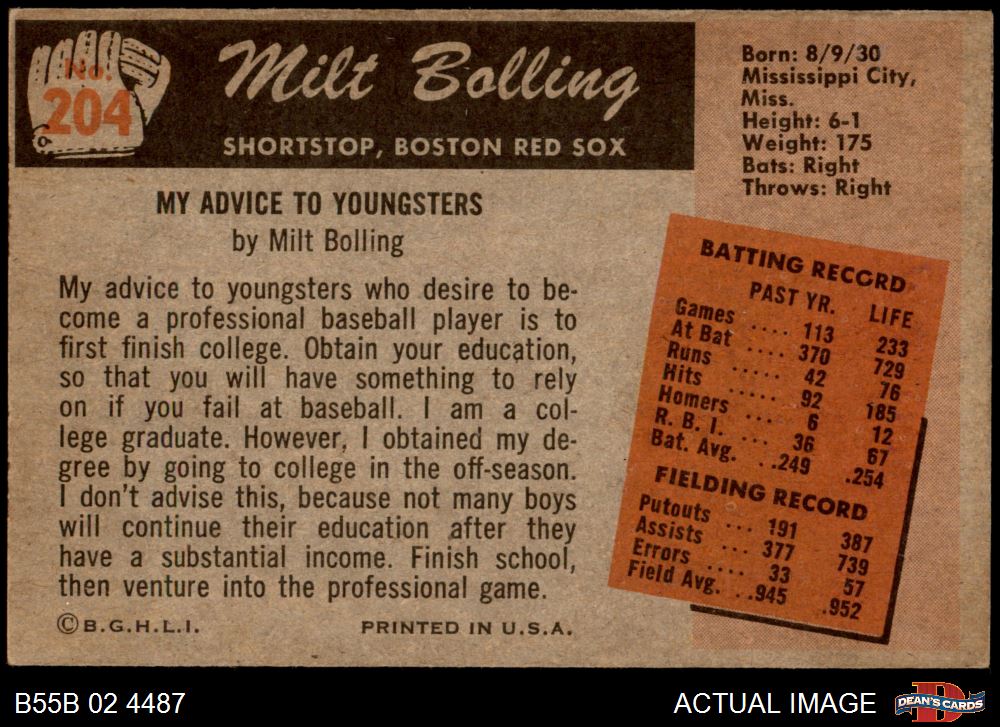 No.
204
Milt Bolling
SHORTSTOP, BOSTON RED SOX
MY ADVICE TO YOUNGSTERS
by Milt Bolling
My advice to youngsters who desire to be-
come a professional baseball player is to
first finish college. Obtain your education,
so that you will have something to rely
on if you fail at baseball. I am a col-
lege graduate. However, I obtained my de-
gree by going to college in the off-season.
I don't advise this, because not many boys
will continue their education after they
have a substantial income. Finish school,
then venture into the professional game.
© B.G.H.L.I. PRINTED IN U.S.A.
Born: 8/9/30
Mississippi City,
Miss.
Height: 6-1
Weight: 175
Bats: Right
Throws: Right
BATTING RECORD
PAST YR. LIFE
Games .... 113 233
At Bat .... 370 729
Runs ..... 42 76
Hits ..... 92 185
Homers ... 6 12
R. B. I. ... 36 67
Bat. Avg. ..249 .254
FIELDING RECORD
Putouts ... 191 387
Assists ... 377 739
Errors .... 33 57
Field Avg. ..945 .952
B55B 02 4487
ACTUAL IMAGE
DEAN'S CARDS